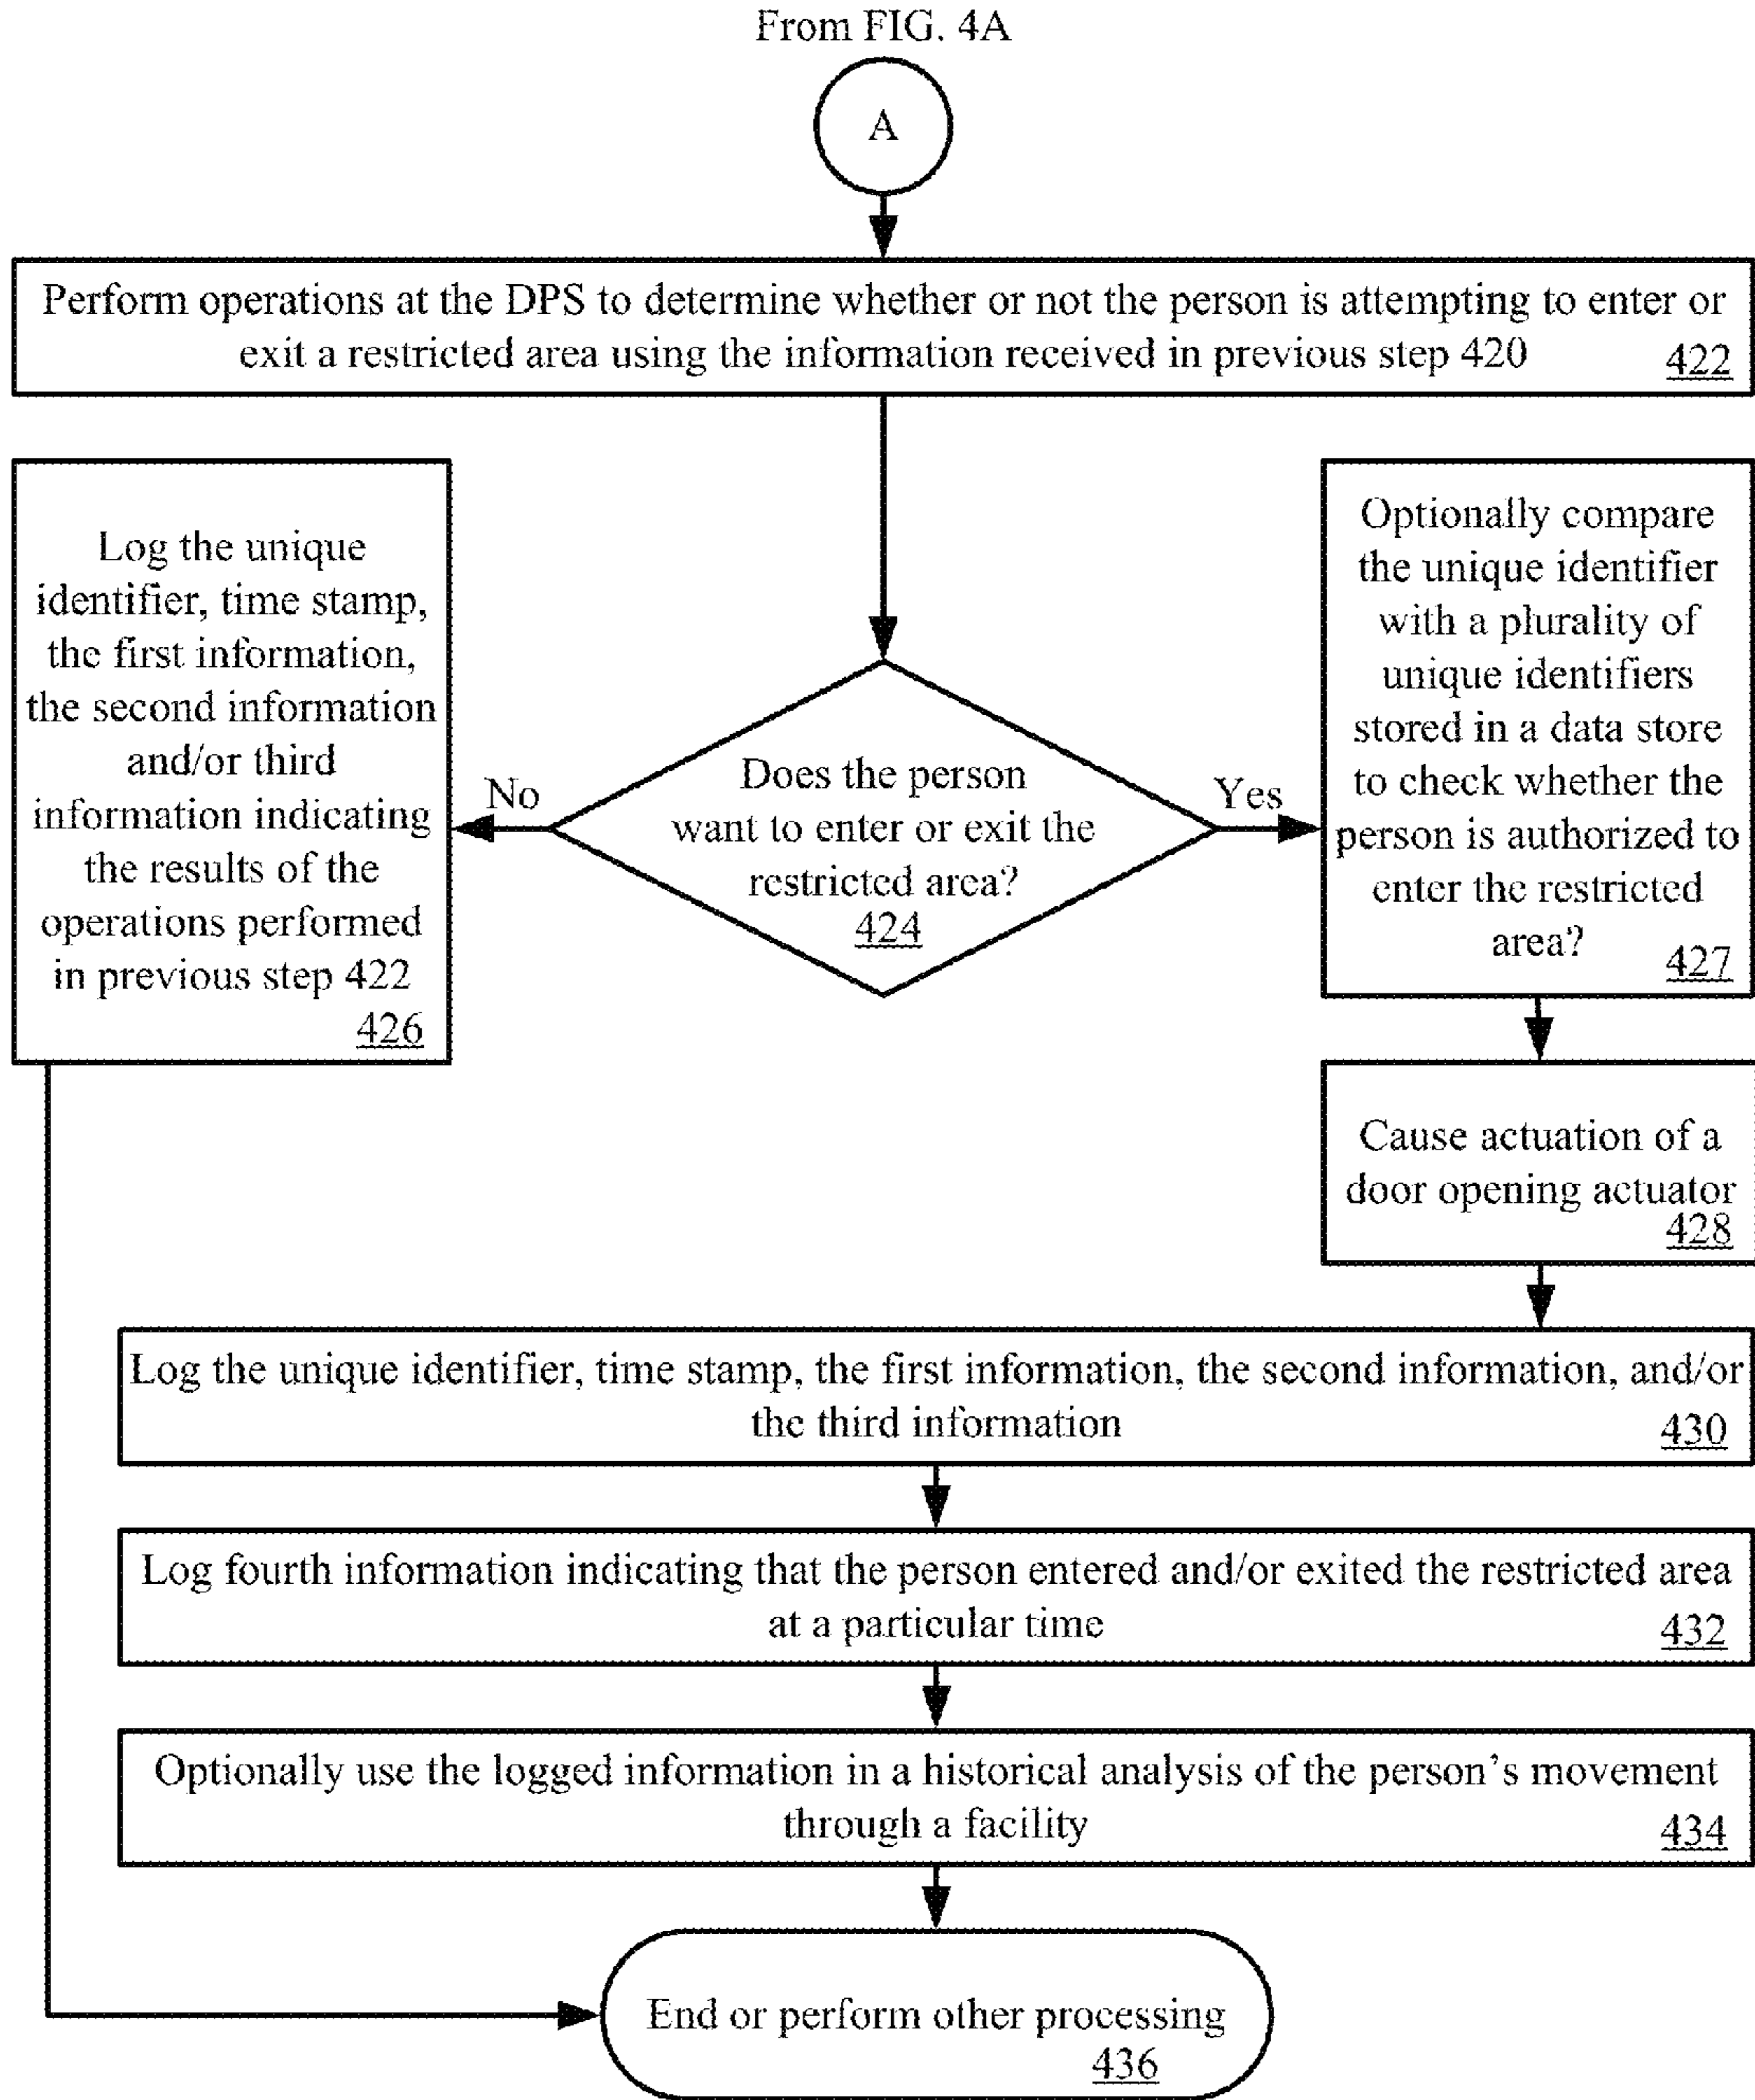 From FIG. 4A
A
Perform operations at the DPS to determine whether or not the person is attempting to enter or
exit a restricted area using the information received in previous step 420
422
Log the unique
identifier, time stamp,
the first information,
the second information
and/or third
information indicating
the results of the
operations performed
in previous step 422
426
No
Does the person
want to enter or exit the
restricted area?
424
Yes
Optionally compare
the unique identifier
with a plurality of
unique identifiers
stored in a data store
to check whether the
person is authorized to
enter the restricted
area?
427
Cause actuation of a
door opening actuator
428
Log the unique identifier, time stamp, the first information, the second information, and/or
the third information
430
Log fourth information indicating that the person entered and/or exited the restricted area
at a particular time
432
Optionally use the logged information in a historical analysis of the person's movement
through a facility
434
End or perform other processing
436